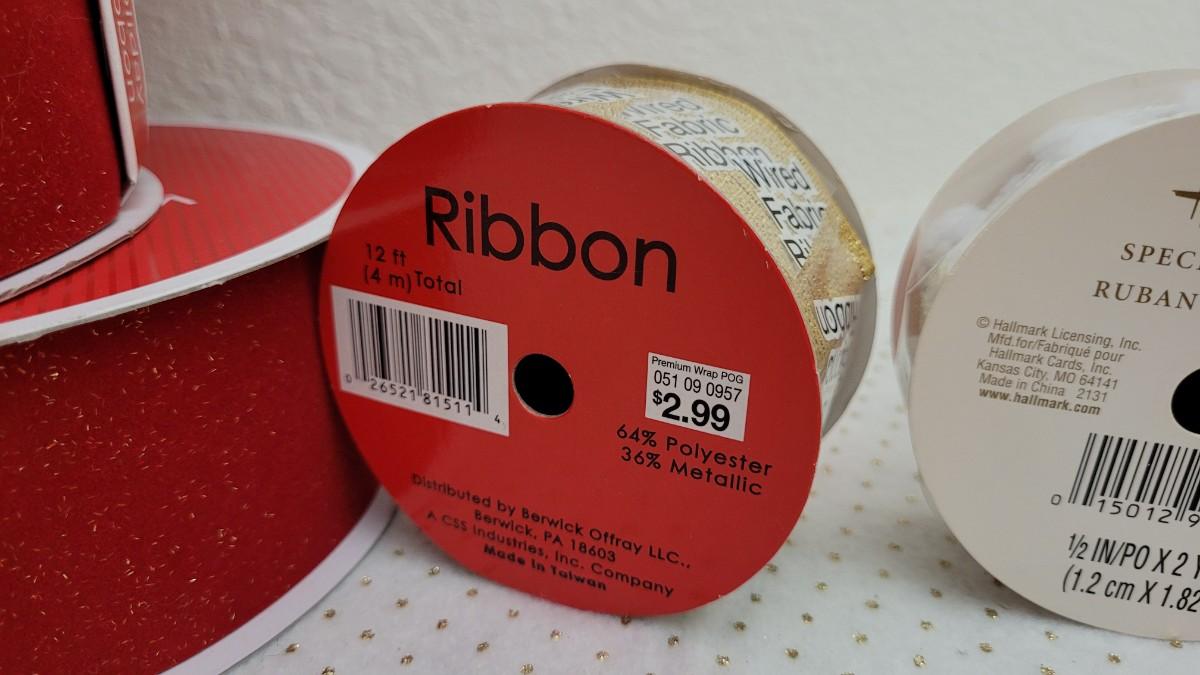 Ribbon
12 ft
(4 m) Total
0 26521 81511 4
Premium Wrap POG
051 09 0957
$2.99
64% Polyester
36% Metallic
Distributed by Berwick Offray LLC.,
Berwick, PA 18603
A CSS Industries, Inc. Company
Made in Taiwan
Wired
Fabric
Ribbon
Wired
Fabric
RUBAN
© Hallmark Licensing, Inc.
Mfd.for/Fabriqué pour
Hallmark Cards, Inc.
Kansas City, MO 64141
Made in China 2131
www.hallmark.com
0 15012 9
½ IN/PO X 2
(1.2 cm X 1.82